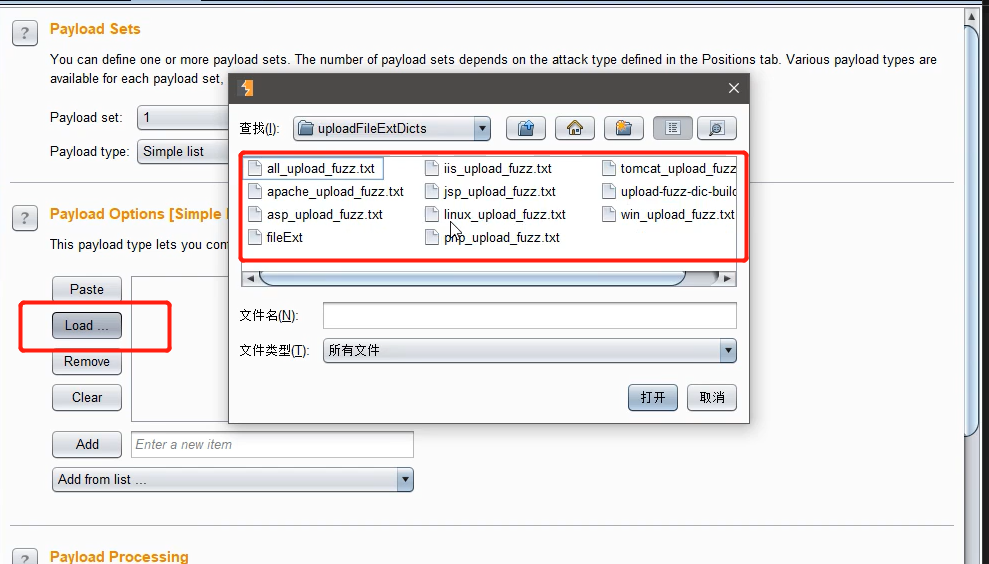 ?
Payload Sets
You can define one or more payload sets. The number of payload sets depends on the attack type defined in the Positions tab. Various payload types are
available for each payload set,
Payload set:
1
Payload type:
Simple list
查找(I):
uploadFileExtDicts
all_upload_fuzz.txt
iis_upload_fuzz.txt
tomcat_upload_fuzz
apache_upload_fuzz.txt
jsp_upload_fuzz.txt
upload-fuzz-dic-build
asp_upload_fuzz.txt
linux_upload_fuzz.txt
win_upload_fuzz.txt
fileExt
php_upload_fuzz.txt
文件名(N):
文件类型(T):
所有文件
打开
取消
?
Payload Options [Simple
This payload type lets you con
Paste
Load ...
Remove
Clear
Add
Enter a new item
Add from list ...
?
Payload Processing